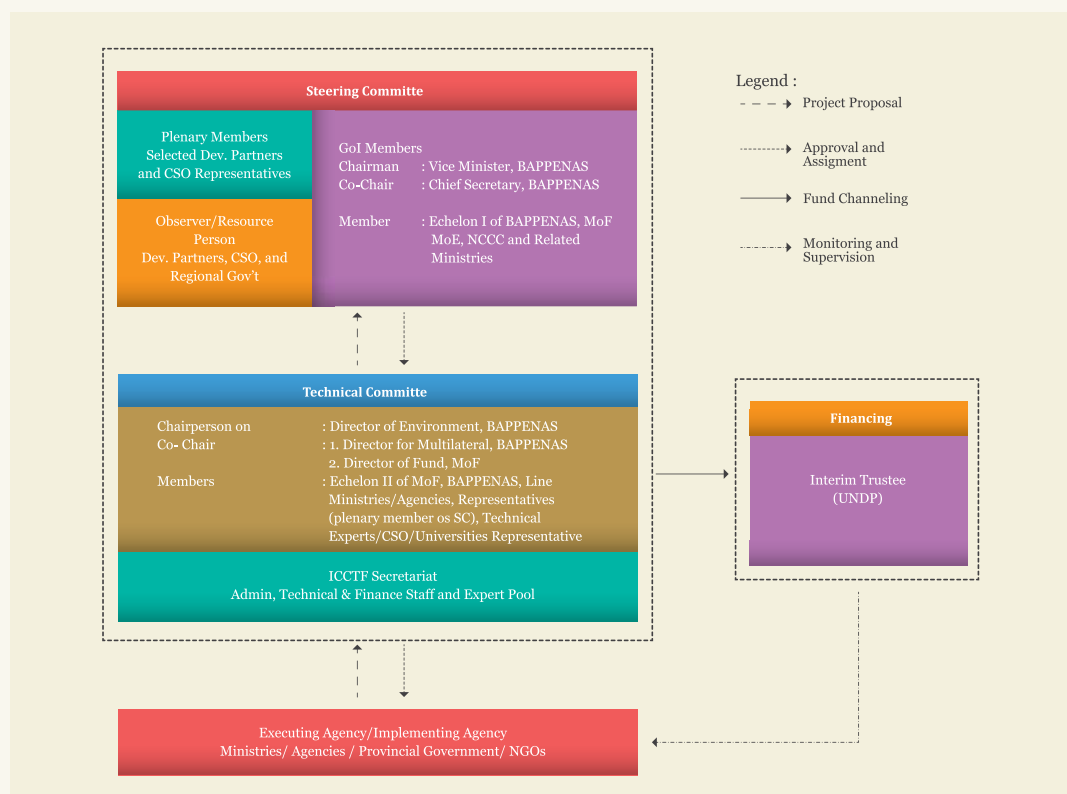 Steering Committe
Plenary Members
Selected Dev. Partners
and CSO Representatives
Observer/Resource
Person
Dev. Partners, CSO, and
Regional Gov't
GoI Members
Chairman : Vice Minister, BAPPENAS
Co-Chair : Chief Secretary, BAPPENAS
Member : Echelon I of BAPPENAS, MoF
MoE, NCCC and Related
Ministries
Legend :
Project Proposal
Approval and
Assigment
Fund Channeling
Monitoring and
Supervision
Technical Committe
Chairperson on : Director of Environment, BAPPENAS
Co- Chair : 1. Director for Multilateral, BAPPENAS
2. Director of Fund, MoF
Members : Echelon II of MoF, BAPPENAS, Line
Ministries/Agencies, Representatives
(plenary member os SC), Technical
Experts/CSO/Universities Representative
ICCTF Secretariat
Admin, Technical & Finance Staff and Expert Pool
Financing
Interim Trustee
(UNDP)
Executing Agency/Implementing Agency
Ministries/ Agencies / Provincial Government/ NGOs